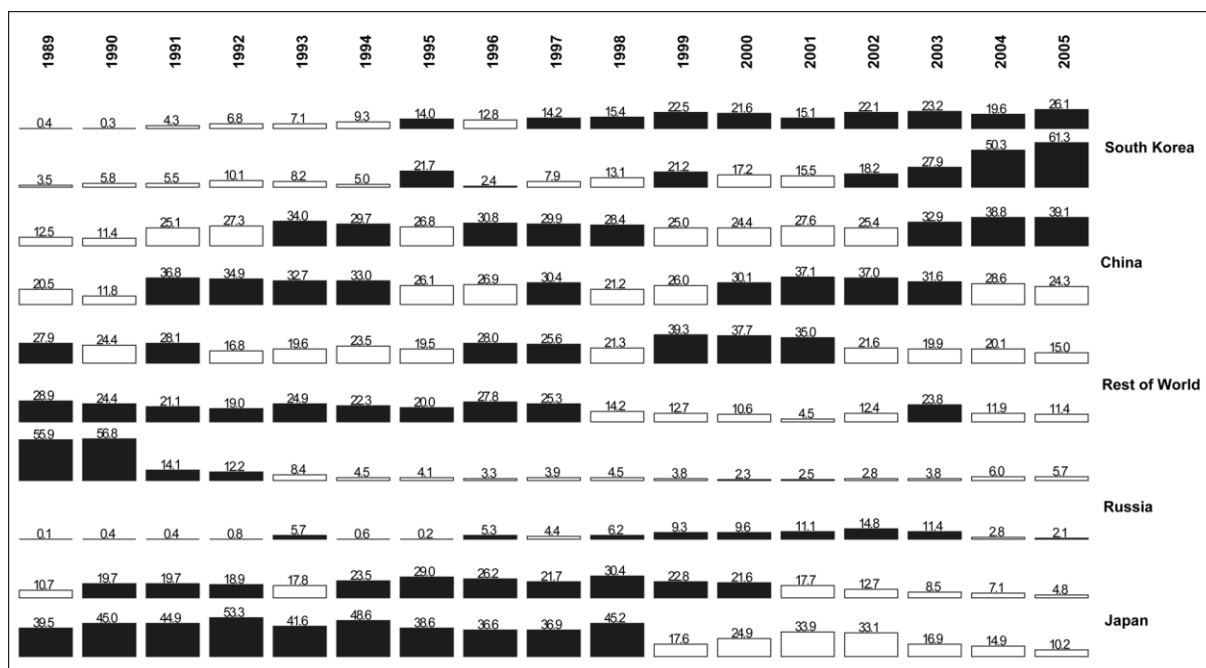 1989 1990 1991 1992 1993 1994 1995 1996 1997 1998 1999 2000 2001 2002 2003 2004 2005
0.4 0.3 4.3 6.8 7.1 9.3 14.0 12.8 14.2 15.4 22.5 21.6 15.1 22.1 23.2 19.6 26.1
South Korea
3.5 5.8 5.5 10.1 8.2 5.0 21.7 2.4 7.9 13.1 21.2 17.2 15.5 18.2 27.9 50.3 61.3
12.5 11.4 25.1 27.3 34.0 29.7 26.8 30.8 29.9 28.4 25.0 24.4 27.6 25.4 32.9 38.8 39.1
China
20.5 11.8 36.8 34.9 32.7 33.0 26.1 26.9 30.4 21.2 26.0 30.1 37.1 37.0 31.6 28.6 24.3
27.9 24.4 28.1 16.8 19.6 23.5 19.5 28.0 25.6 21.3 39.3 37.7 35.0 21.6 19.9 20.1 15.0
Rest of World
28.9 24.4 21.1 19.0 24.9 22.3 20.0 27.8 25.3 14.2 12.7 10.6 4.5 12.4 23.8 11.9 11.4
55.9 56.8 14.1 12.2 8.4 4.5 4.1 3.3 3.9 4.5 3.8 2.3 2.5 2.8 3.8 6.0 5.7
Russia
0.1 0.4 0.4 0.8 5.7 0.6 0.2 5.3 4.4 6.2 9.3 9.6 11.1 14.8 11.4 2.8 2.1
10.7 19.7 19.7 18.9 17.8 23.5 29.0 26.2 21.7 30.4 22.8 21.6 17.7 12.7 8.5 7.1 4.8
Japan
39.5 45.0 44.9 53.3 41.6 48.6 38.6 36.6 36.9 45.2 17.6 24.9 33.9 33.1 16.9 14.9 10.2